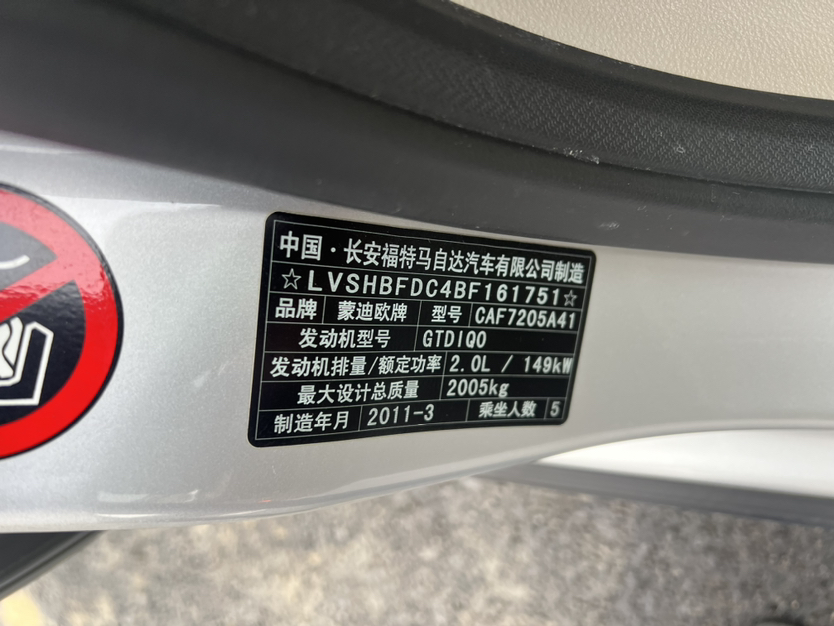 中国·长安福特马自达汽车有限公司制造
☆LVSHBFDC4BF161751☆
品牌 蒙迪欧牌 型号 CAF7205A41
发动机型号 GTDIQ0
发动机排量/额定功率 2.0L / 149kW
最大设计总质量 2005kg
制造年月 2011-3 乘坐人数 5